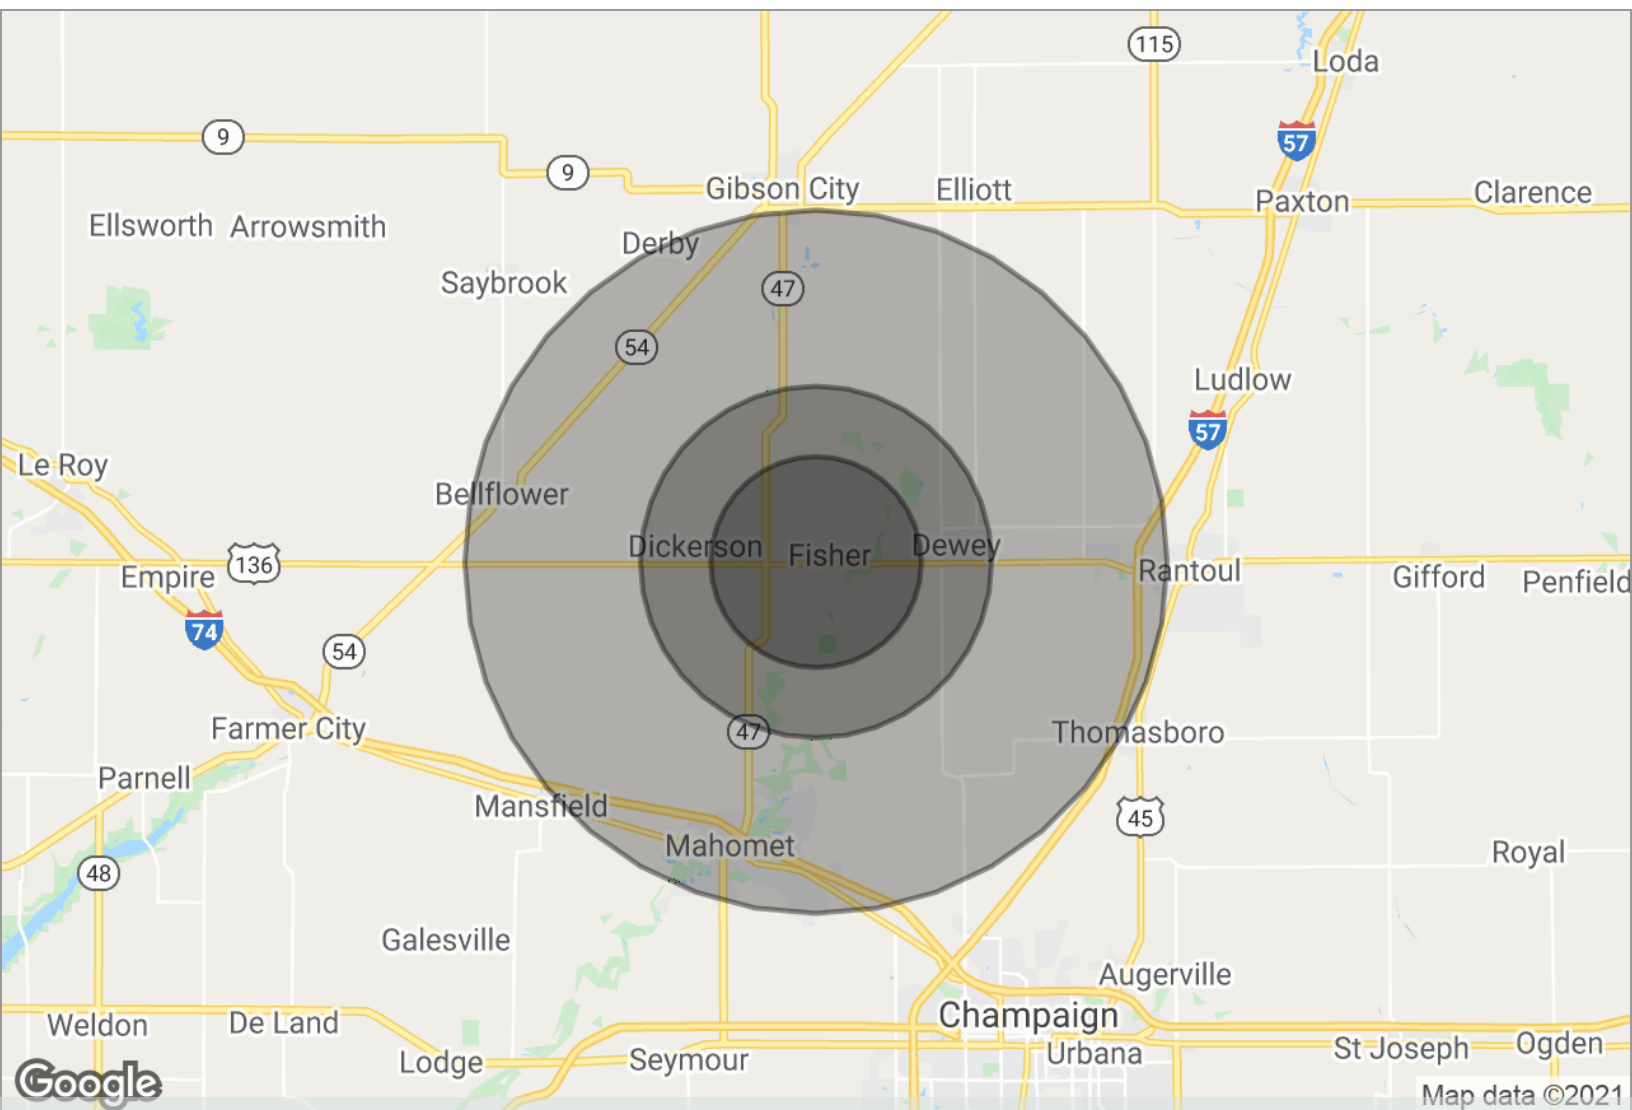 115
Loda
9
57
9
Gibson City
Elliott
Paxton
Clarence
Ellsworth
Arrowsmith
Derby
Saybrook
47
54
Ludlow
57
Le Roy
Bellflower
Dickerson
Fisher
Dewey
136
Empire
Rantoul
Gifford
Penfield
74
54
Farmer City
47
Thomasboro
Parnell
Mansfield
45
Mahomet
Royal
48
Galesville
Augerville
Champaign
Weldon
De Land
Lodge
Seymour
Urbana
St Joseph
Ogden
Google
Map data ©2021